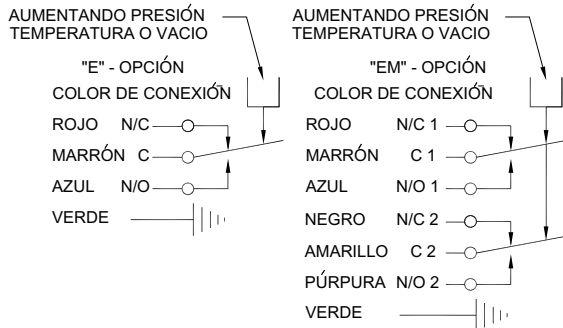 AUMENTANDO PRESIÓN
TEMPERATURA O VACIO
"E" - OPCIÓN
COLOR DE CONEXIÓN
ROJO N/C
MARRÓN C
AZUL N/O
VERDE
AUMENTANDO PRESIÓN
TEMPERATURA O VACIO
"EM" - OPCIÓN
COLOR DE CONEXIÓN
ROJO N/C 1
MARRÓN C 1
AZUL N/O 1
NEGRO N/C 2
AMARILLO C 2
PÚRPURA N/O 2
VERDE